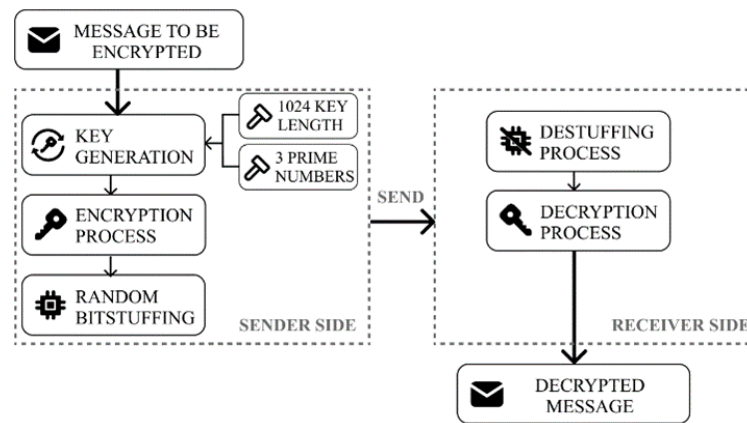 MESSAGE TO BE
ENCRYPTED
KEY
GENERATION
1024 KEY
LENGTH
3 PRIME
NUMBERS
ENCRYPTION
PROCESS
RANDOM
BITSTUFFING
SENDER SIDE
SEND
DESTUFFING
PROCESS
DECRYPTION
PROCESS
RECEIVER SIDE
DECRYPTED
MESSAGE